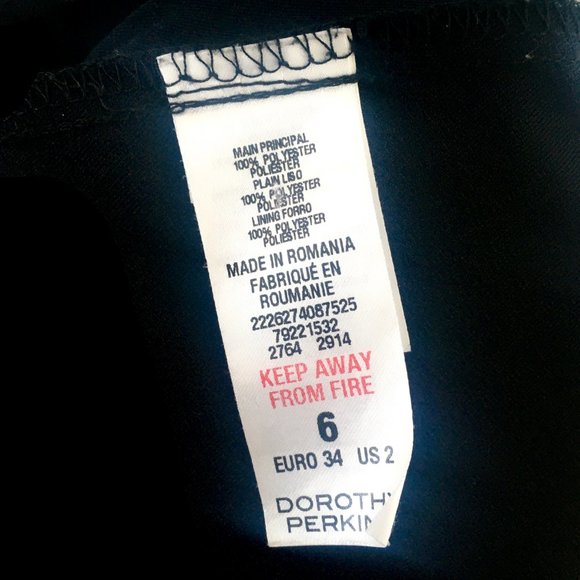 MAIN PRINCIPAL
100% POLYESTER
POLIESTER
PLAIN LISO
100% POLYESTER
POLIESTER
LINING FORRO
100% POLYESTER
POLIESTER
MADE IN ROMANIA
FABRIQUÉ EN
ROUMANIE
2226274087525
79221532
2764 2914
KEEP AWAY
FROM FIRE
6
EURO 34 US 2
DOROTHY
PERKIN